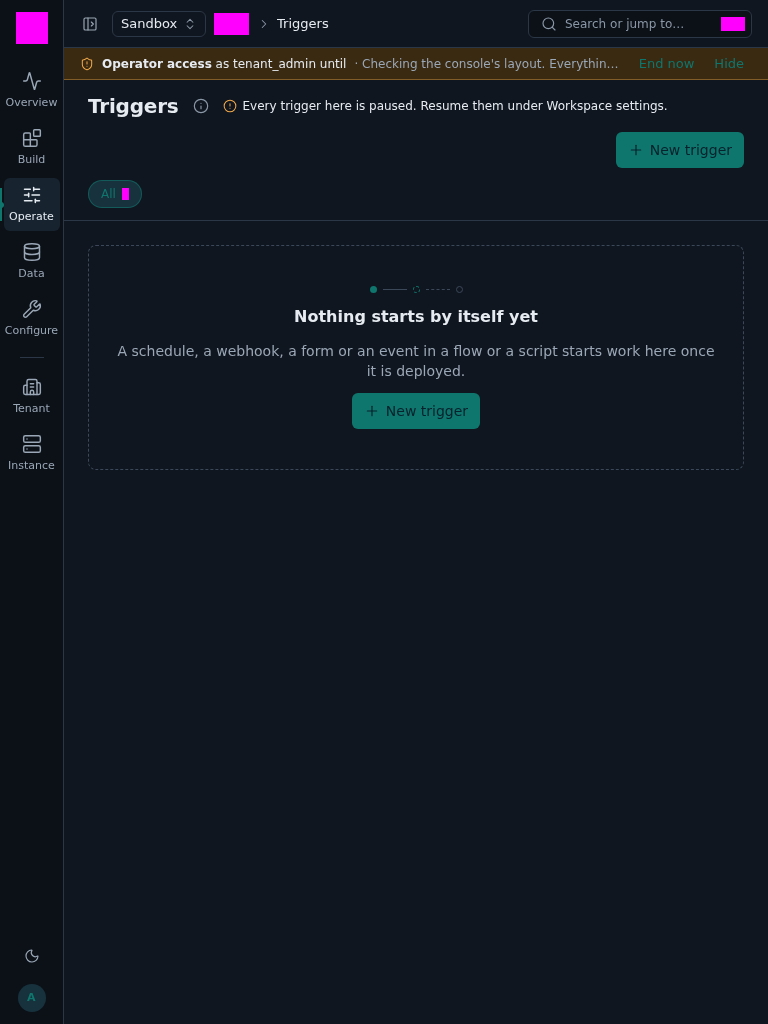 Sandbox
Triggers
Search or jump to...
Operator access as tenant_admin until · Checking the console's layout. Everythin...
End now
Hide
Overview
Build
Operate
Data
Configure
Tenant
Instance
A
Triggers
Every trigger here is paused. Resume them under Workspace settings.
New trigger
All
Nothing starts by itself yet
A schedule, a webhook, a form or an event in a flow or a script starts work here once
it is deployed.
New trigger